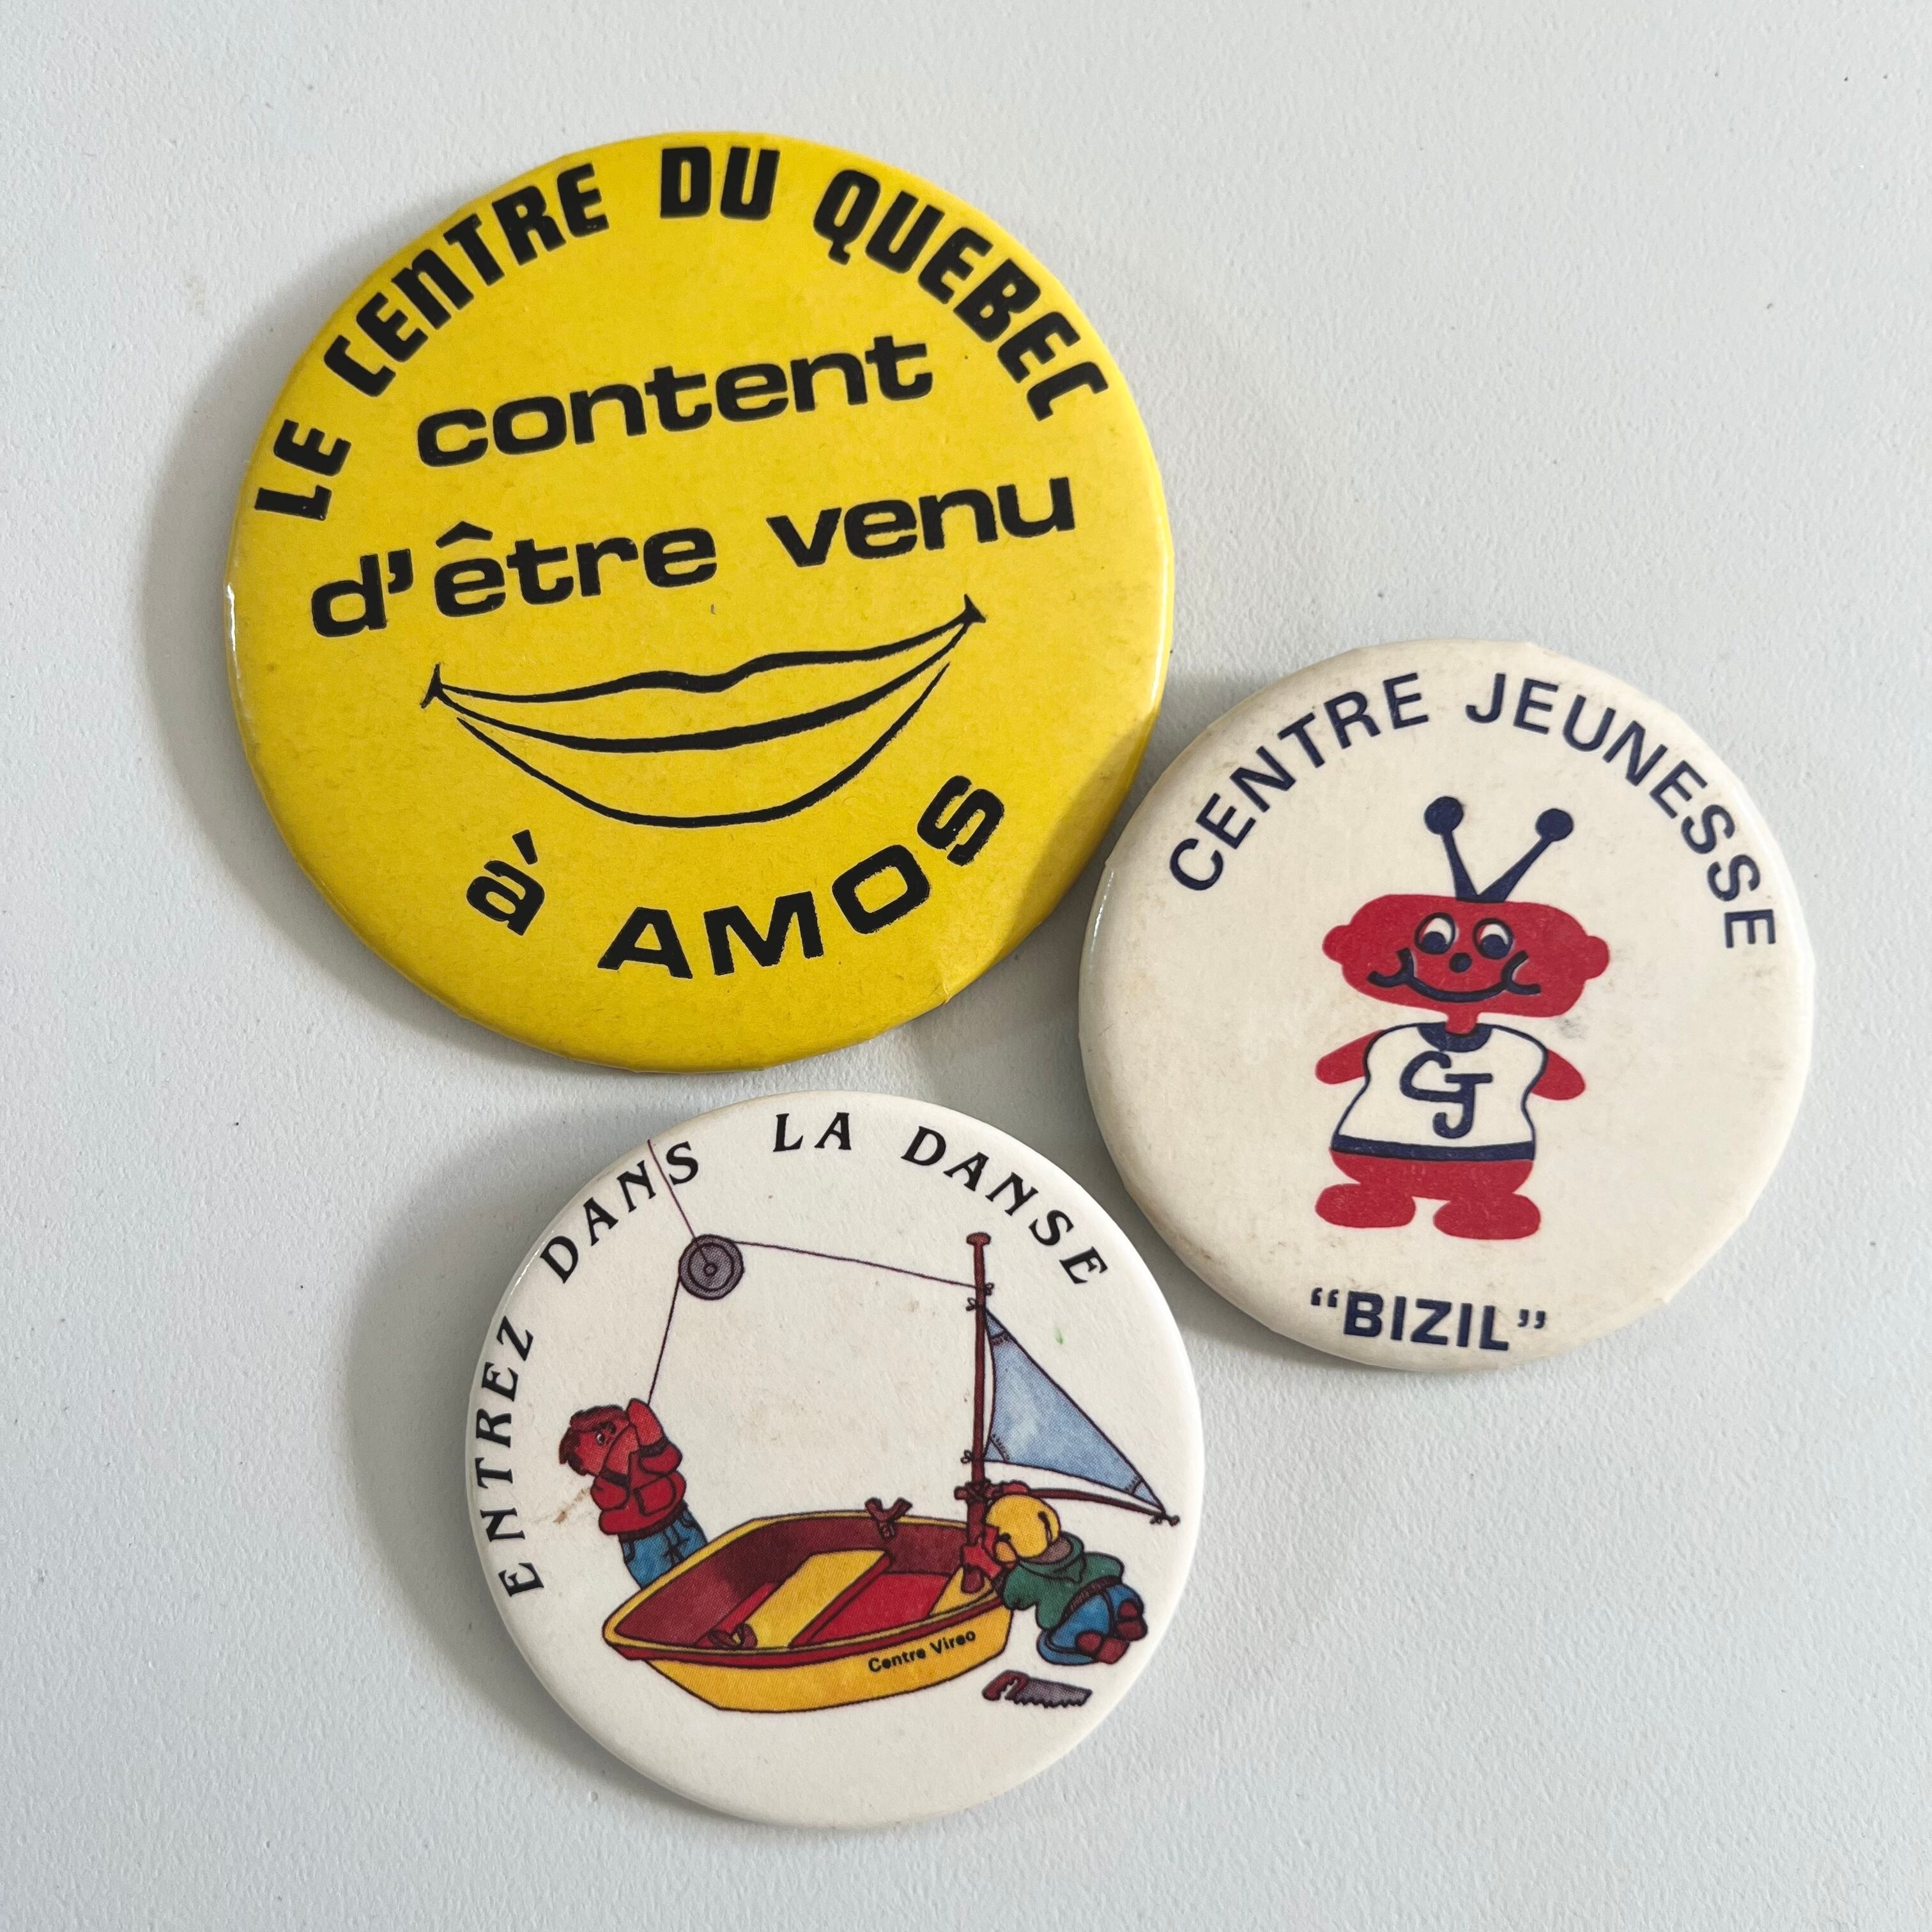 LE CENTRE DU QUEBEC
content
d'être venu
à AMOS
CENTRE JEUNESSE
CJ
"BIZIL"
ENTREZ DANS LA DANSE
Centre Vireo